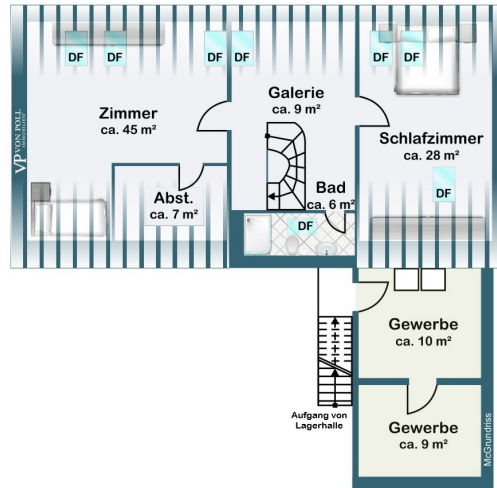 DF
DF
DF
DF
DF
DF
Zimmer
ca. 45 m²
Galerie
ca. 9 m²
Schlafzimmer
ca. 28 m²
VP VON POLL
IMMOBILIEN
Abst.
ca. 7 m²
Bad
ca. 6 m²
DF
DF
Gewerbe
ca. 10 m²
Aufgang von
Lagerhalle
Gewerbe
ca. 9 m²
McGrundriss